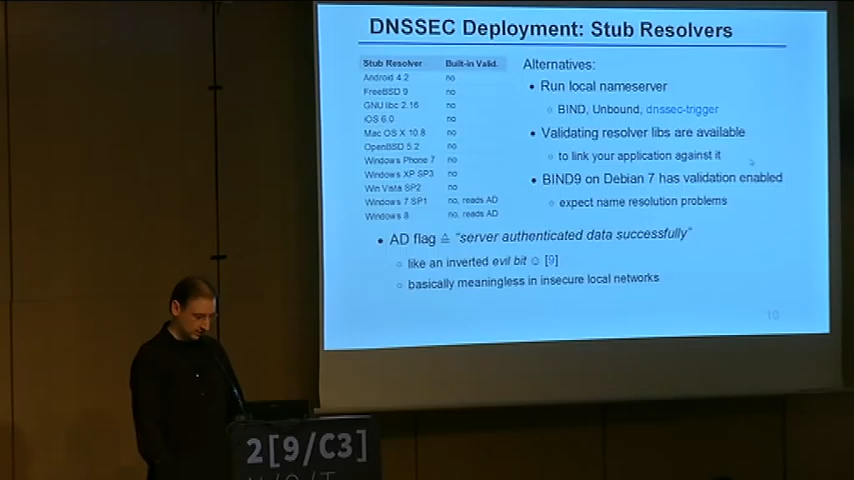 DNSSEC Deployment: Stub Resolvers
Stub Resolver Built-in Valid.
Android 4.2 no
FreeBSD 9 no
GNU libc 2.16 no
iOS 6.0 no
Mac OS X 10.8 no
OpenBSD 5.2 no
Windows Phone 7 no
Windows XP SP3 no
Win Vista SP2 no
Windows 7 SP1 no, reads AD
Windows 8 no, reads AD
Alternatives:
• Run local nameserver
○ BIND, Unbound, dnssec-trigger
• Validating resolver libs are available
○ to link your application against it
• BIND9 on Debian 7 has validation enabled
○ expect name resolution problems
• AD flag ≙ "server authenticated data successfully"
○ like an inverted evil bit ☺ [9]
○ basically meaningless in insecure local networks
10
2[9/C3]